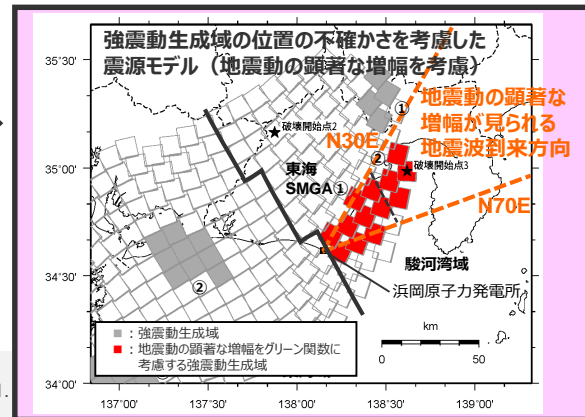 強震動生成域の位置の不確かさを考慮した
震源モデル（地震動の顕著な増幅を考慮）
35°30'
①
地震動の顕著な
増幅が見られる
地震波到来方向
★破壊開始点2
N30E
②
35°00'
東海
SMGA①
★破壊開始点3
N70E
駿河湾域
34°30'
浜岡原子力発電所
②
■：強震動生成域
■：地震動の顕著な増幅をグリーン関数に
考慮する強震動生成域
km
0 50
34°00'
137°00' 137°30' 138°00' 138°30' 139°00'